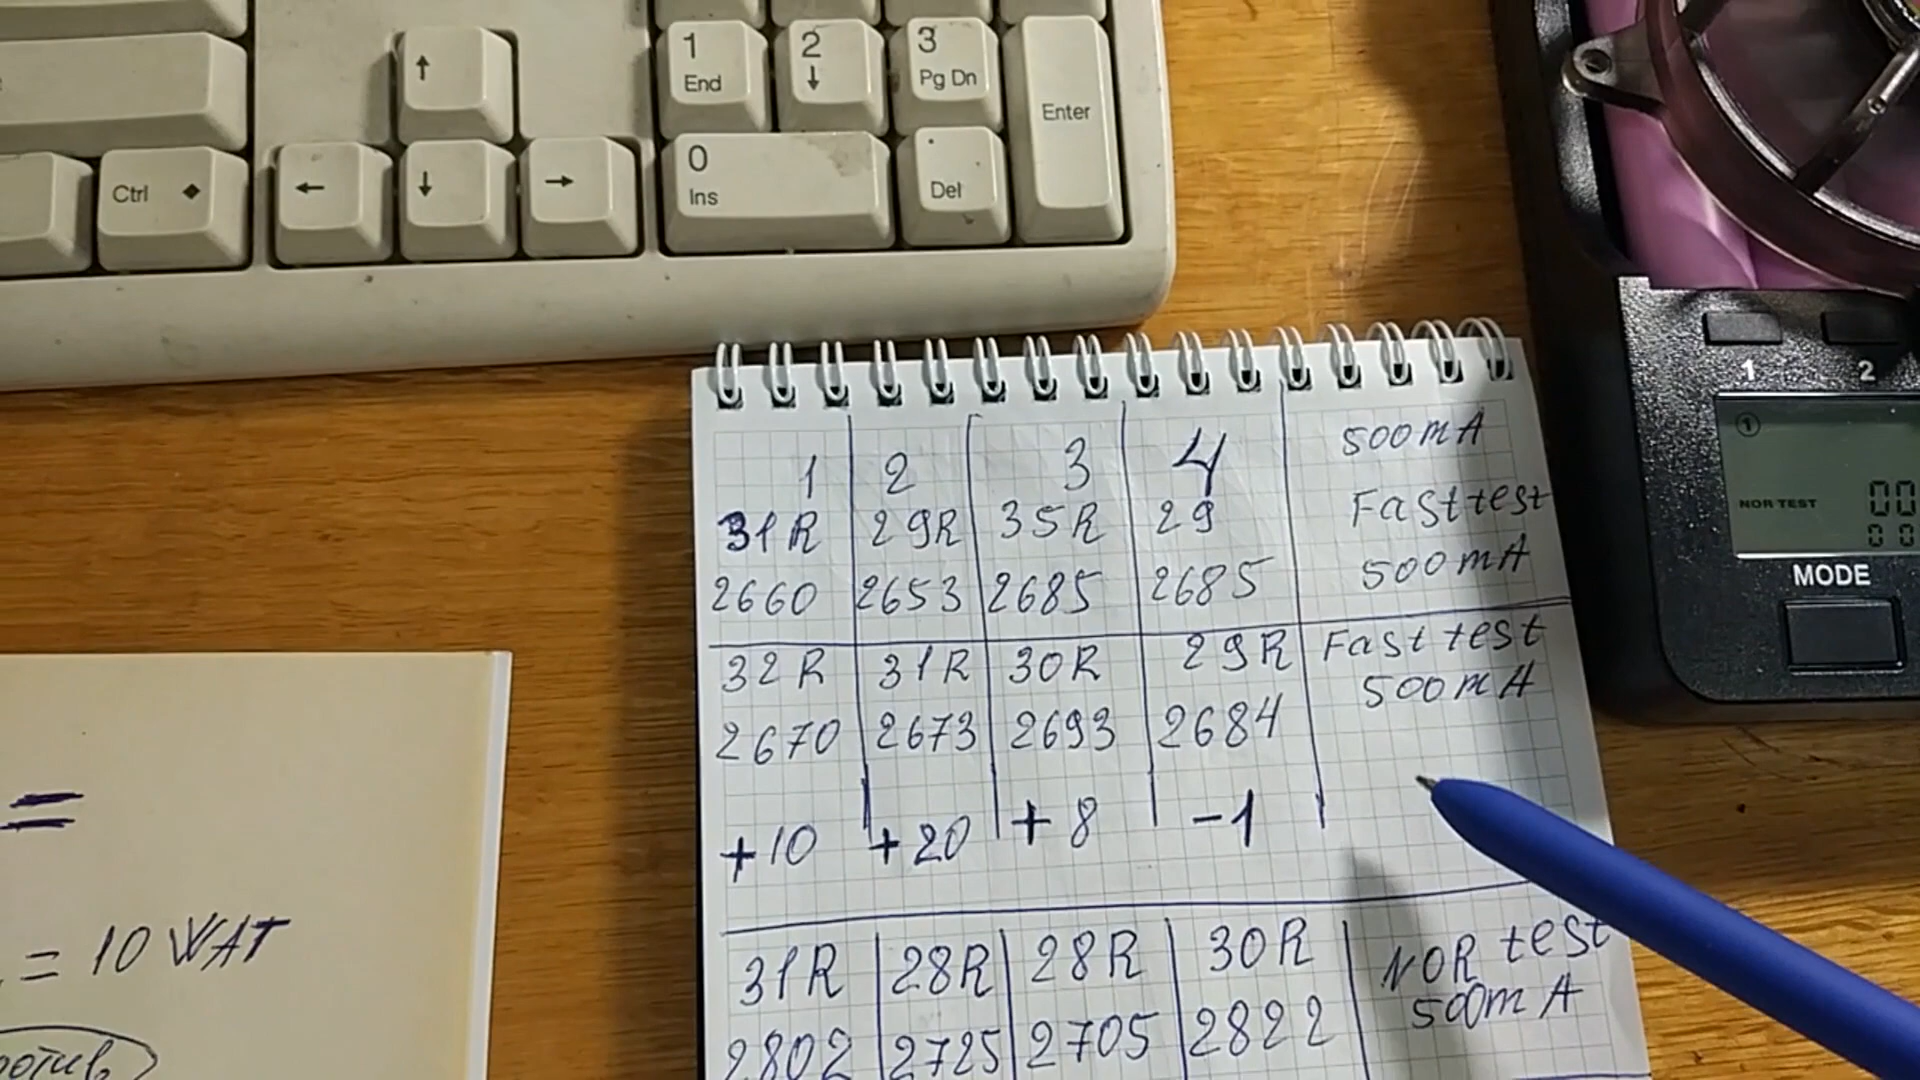 ↑
1
End
2
↓
3
Pg Dn
Enter
Ctrl ◆
←
↓
→
0
Ins
.
Del
1 2
①
NOR TEST 00
00
MODE
1 2 3 4 500mA
31R 29R 35R 29 Fast test
2660 2653 2685 2685 500mA
32R 31R 30R 29R Fast test
2670 2673 2693 2684 500mA
+10 +20 +8 -1
31R 28R 28R 30R NOR test
2802 2725 2705 2822 500mA
=
= 10 WAT